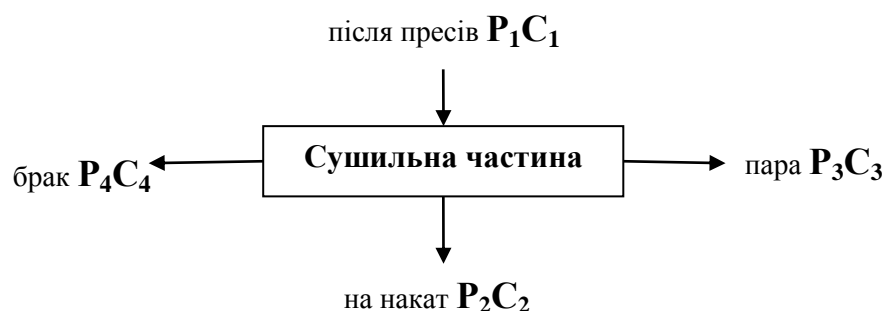 після пресів P₁C₁
Сушильна частина
брак P₄C₄
пара P₃C₃
на накат P₂C₂